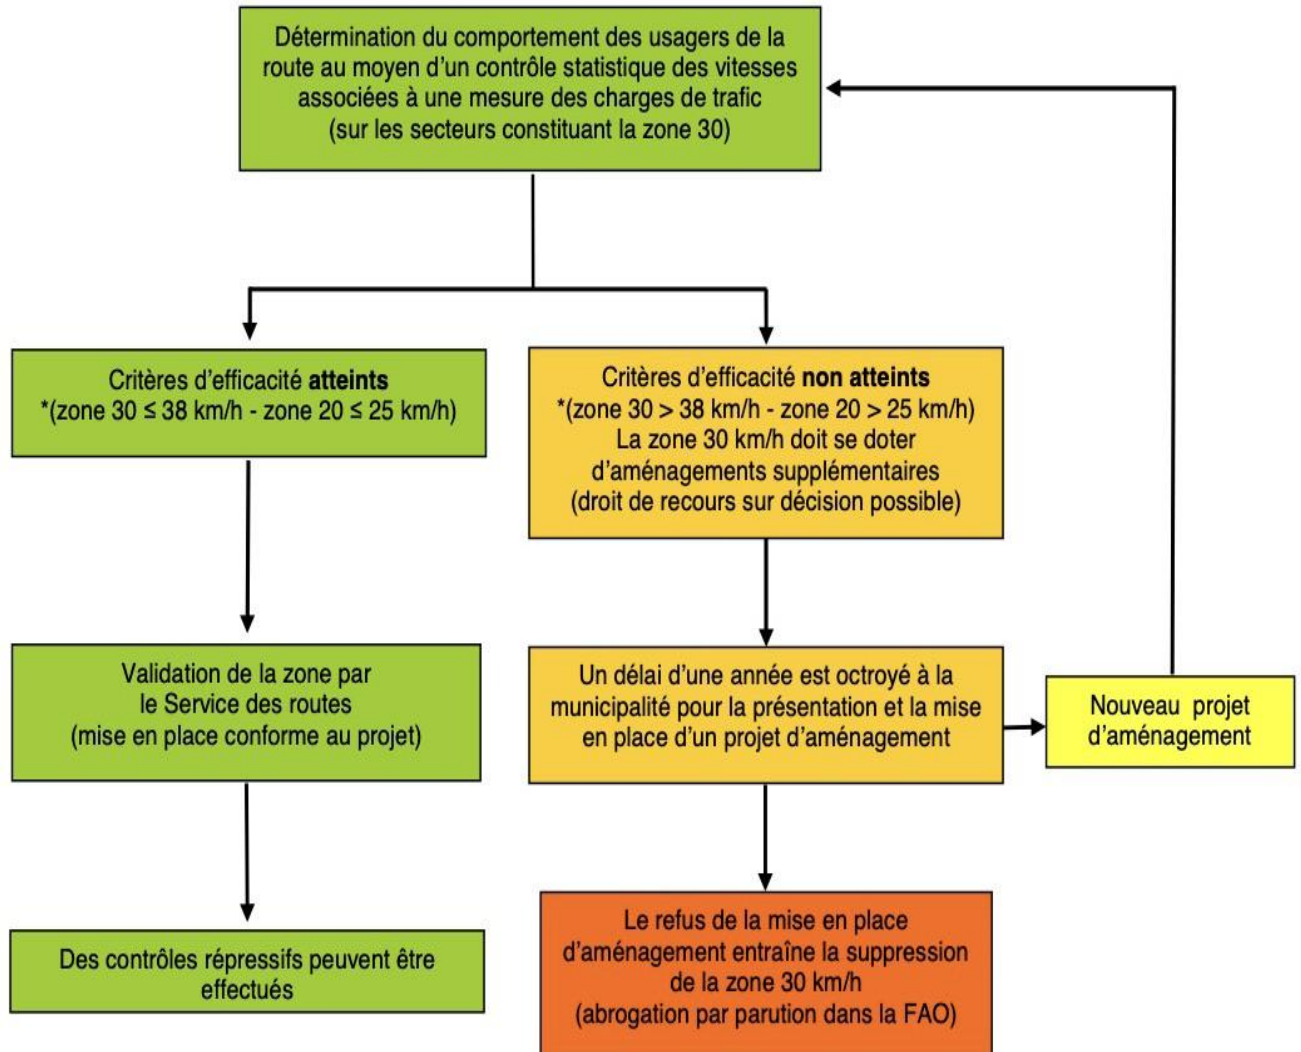 Détermination du comportement des usagers de la
route au moyen d'un contrôle statistique des vitesses
associées à une mesure des charges de trafic
(sur les secteurs constituant la zone 30)
Critères d'efficacité atteints
*(zone 30 ≤ 38 km/h - zone 20 ≤ 25 km/h)
Critères d'efficacité non atteints
*(zone 30 > 38 km/h - zone 20 > 25 km/h)
La zone 30 km/h doit se doter
d'aménagements supplémentaires
(droit de recours sur décision possible)
Validation de la zone par
le Service des routes
(mise en place conforme au projet)
Un délai d'une année est octroyé à la
municipalité pour la présentation et la mise
en place d'un projet d'aménagement
Nouveau projet
d'aménagement
Des contrôles répressifs peuvent être
effectués
Le refus de la mise en place
d'aménagement entraîne la suppression
de la zone 30 km/h
(abrogation par parution dans la FAO)